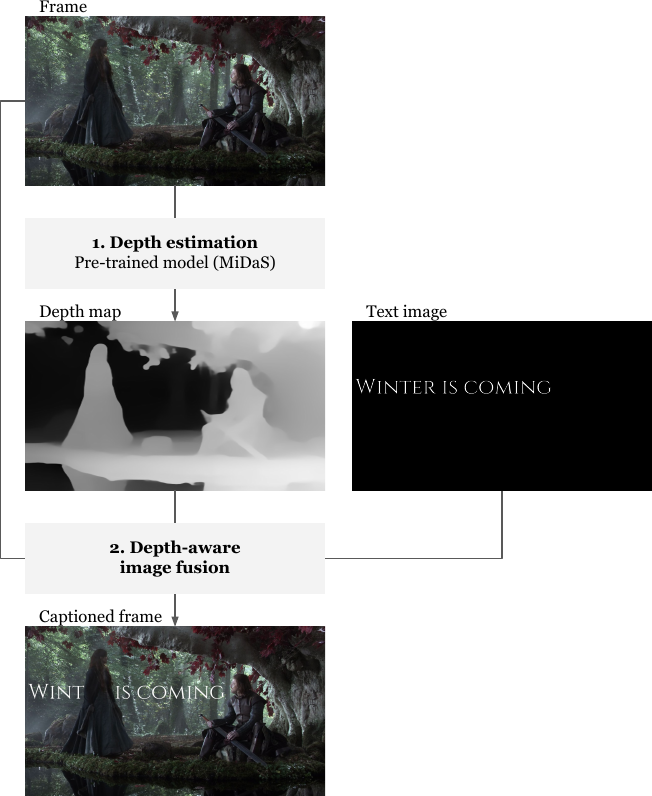 Frame
1. Depth estimation
Pre-trained model (MiDaS)
Depth map
Text image
Winter is coming
2. Depth-aware
image fusion
Captioned frame
Wint is coming